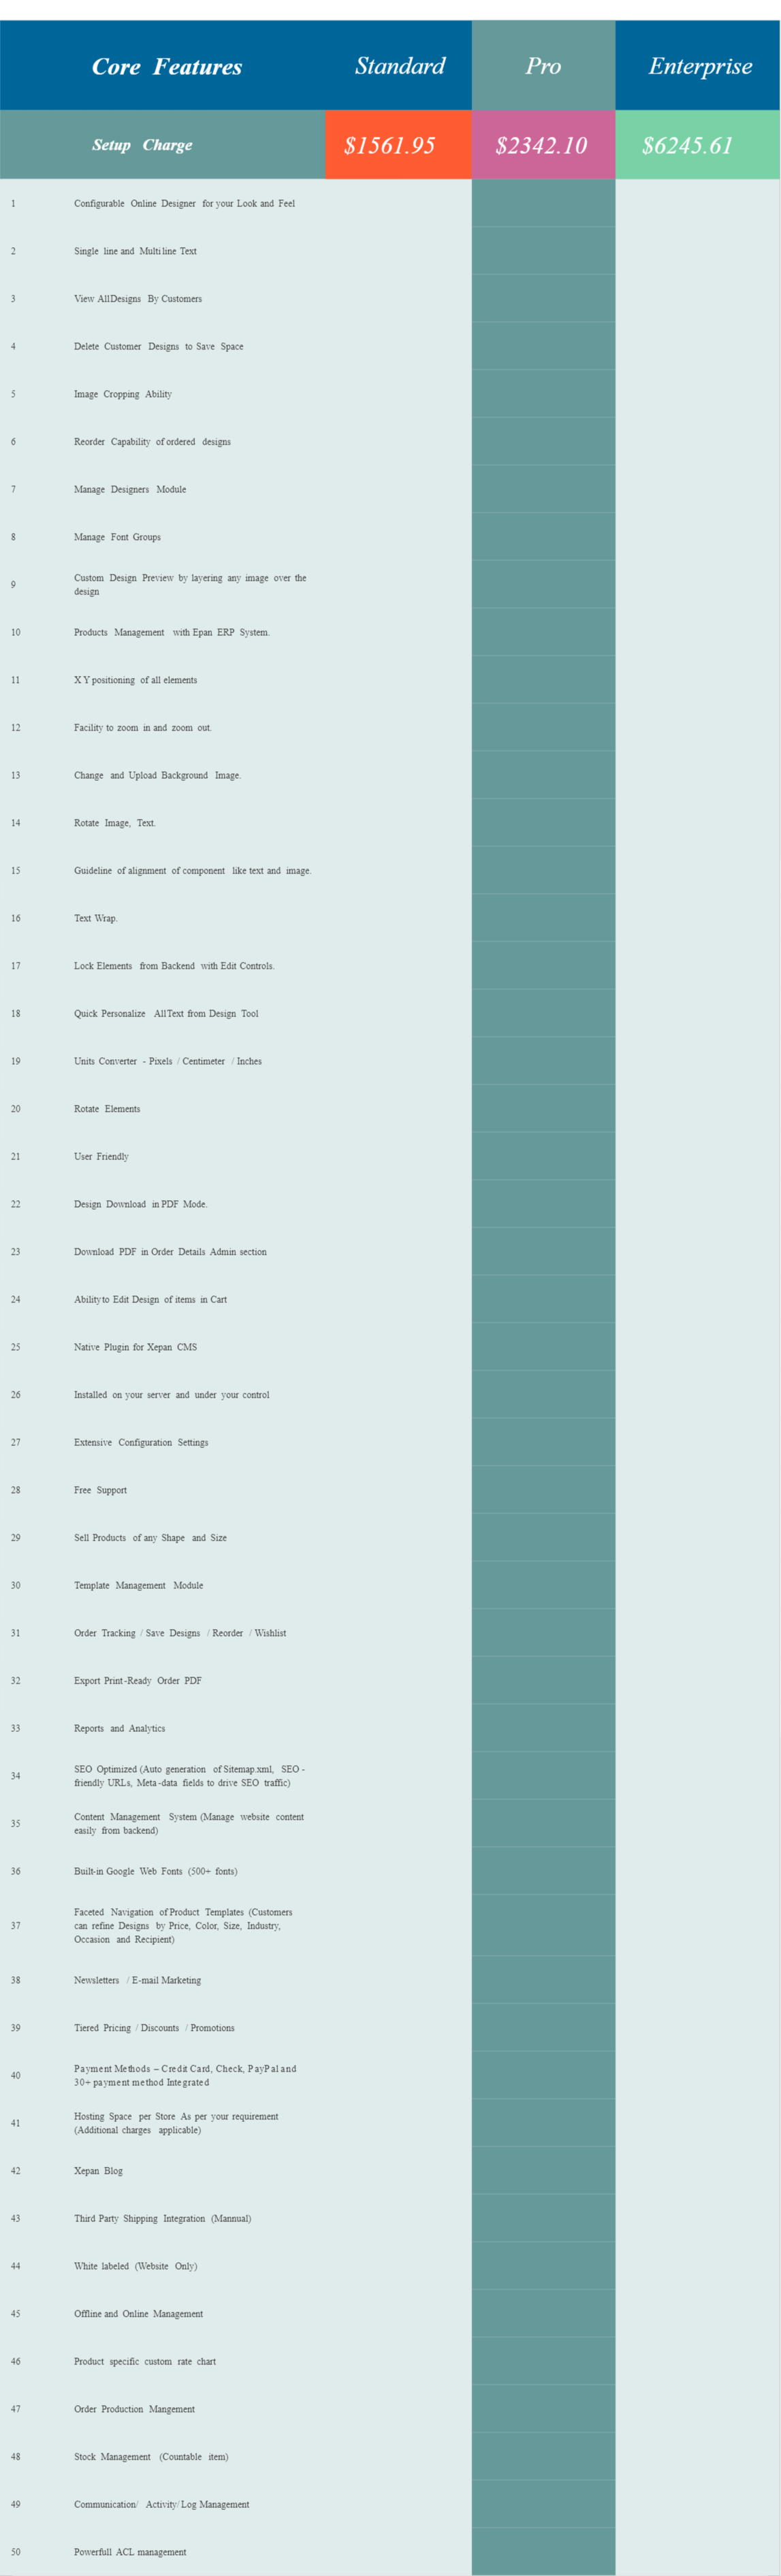 Core Features Standard Pro Enterprise
Setup Charge $1561.95 $2342.10 $6245.61
1 Configurable Online Designer for your Look and Feel
2 Single line and Multiline Text
3 View AllDesigns By Customers
4 Delete Customer Designs to Save Space
5 Image Cropping Ability
6 Reorder Capability of ordered designs
7 Manage Designers Module
8 Manage Font Groups
9 Custom Design Preview by layering any image over the
design
10 Products Management with Epan ERP System.
11 X Y positioning of all elements
12 Facility to zoom in and zoom out.
13 Change and Upload Background Image.
14 Rotate Image, Text.
15 Guideline of alignment of component like text and image.
16 Text Wrap.
17 Lock Elements from Backend with Edit Controls.
18 Quick Personalize AllText from Design Tool
19 Units Converter - Pixels / Centimeter / Inches
20 Rotate Elements
21 User Friendly
22 Design Download in PDF Mode.
23 Download PDF in Order Details Admin section
24 Abilityto Edit Design of items in Cart
25 Native Plugin for Xepan CMS
26 Installed on your server and under your control
27 Extensive Configuration Settings
28 Free Support
29 Sell Products of any Shape and Size
30 Template Management Module
31 Order Tracking / Save Designs / Reorder / Wishlist
32 Export Print-Ready Order PDF
33 Reports and Analytics
34 SEO Optimized (Auto generation of Sitemap.xml, SEO -
friendly URLs, Meta-data fields to drive SEO traffic)
35 Content Management System (Manage website content
easily from backend)
36 Built-in Google Web Fonts (500+ fonts)
37 Faceted Navigation of Product Templates (Customers
can refine Designs by Price, Color, Size, Industry,
Occasion and Recipient)
38 Newsletters / E-mail Marketing
39 Tiered Pricing / Discounts / Promotions
40 Payment Methods – Credit Card, Check, PayPal and
30+ payment method Integrated
41 Hosting Space per Store As per your requirement
(Additional charges applicable)
42 Xepan Blog
43 Third Party Shipping Integration (Mannual)
44 White labeled (Website Only)
45 Offline and Online Management
46 Product specific custom rate chart
47 Order Production Mangement
48 Stock Management (Countable item)
49 Communication/ Activity/Log Management
50 Powerfull ACL management